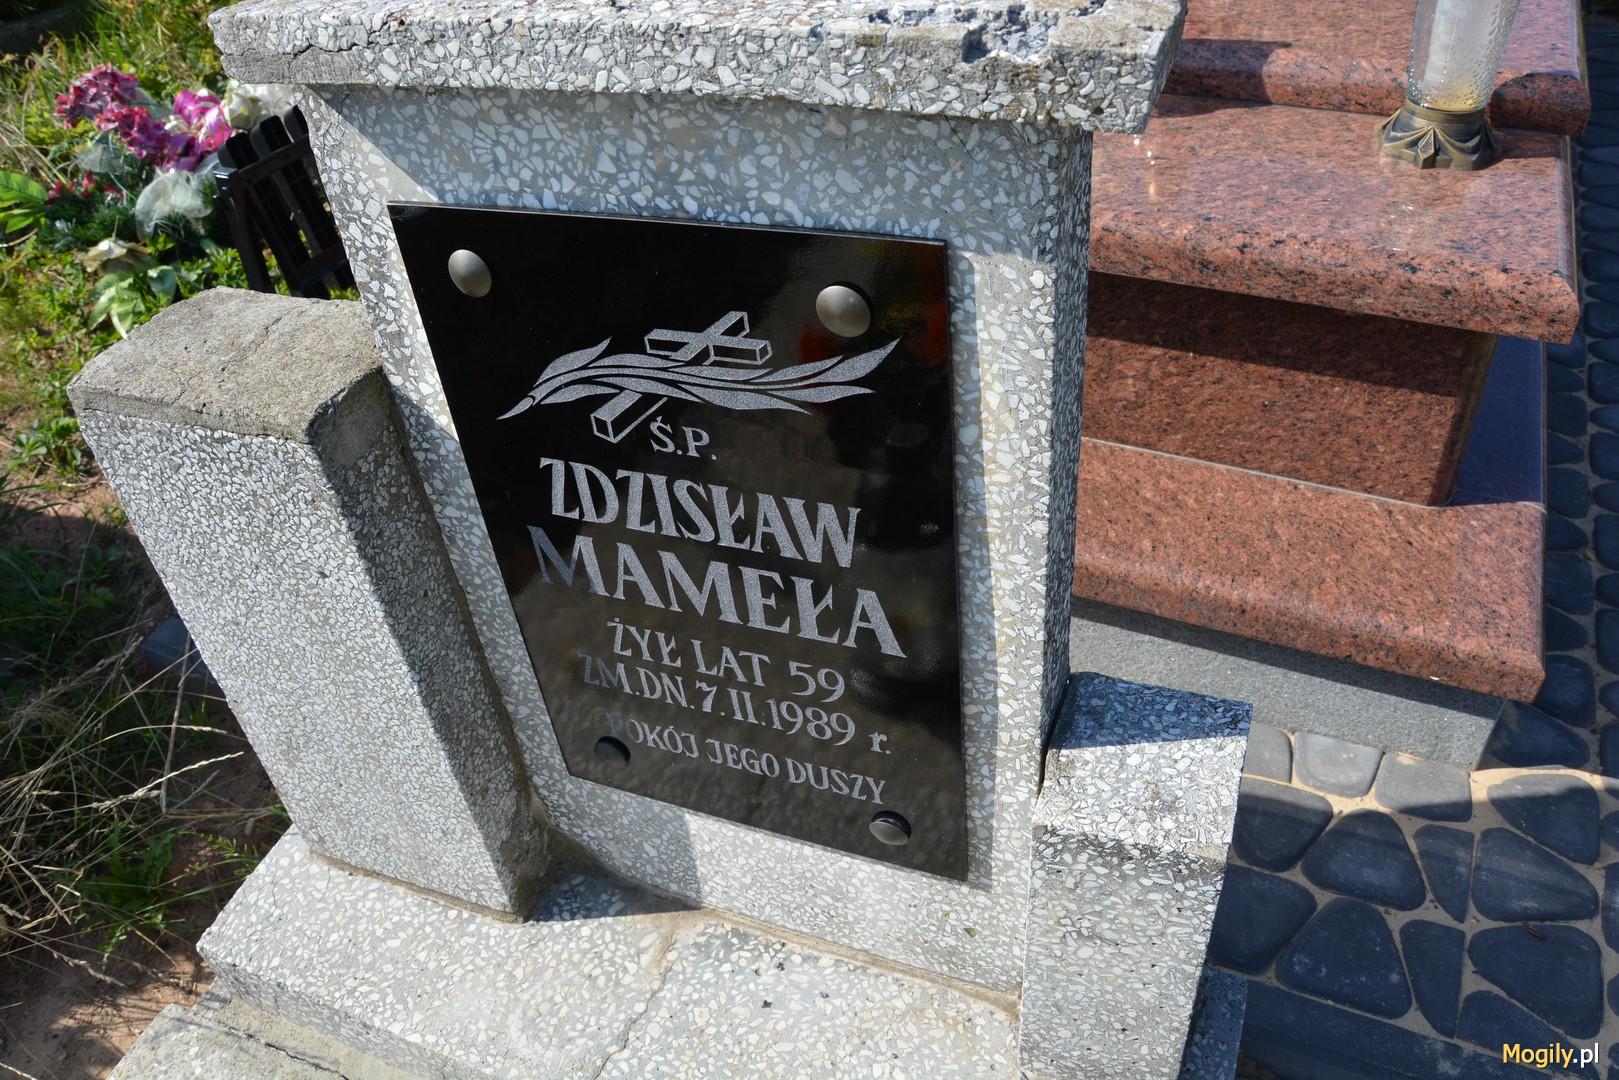 Ś.P.
ZDZISŁAW
MAMEŁA
ŻYŁ LAT 59
ZM.DN.7.II.1989 r.
POKÓJ JEGO DUSZY
Mogily.pl